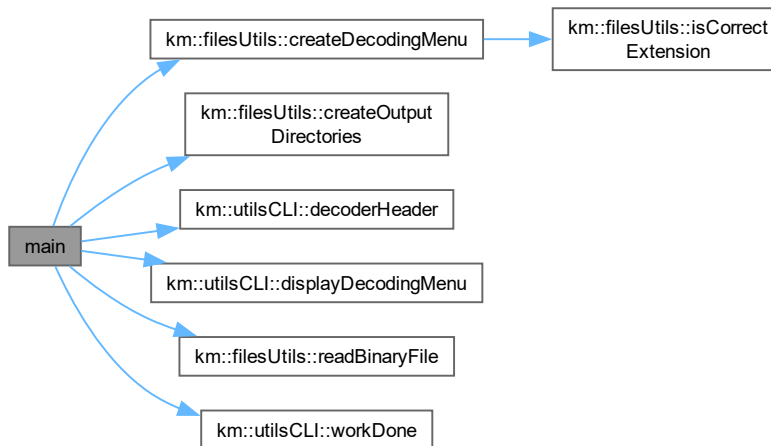 km::filesUtils::createDecodingMenu
km::filesUtils::isCorrect
Extension
km::filesUtils::createOutput
Directories
km::utilsCLI::decoderHeader
main
km::utilsCLI::displayDecodingMenu
km::filesUtils::readBinaryFile
km::utilsCLI::workDone